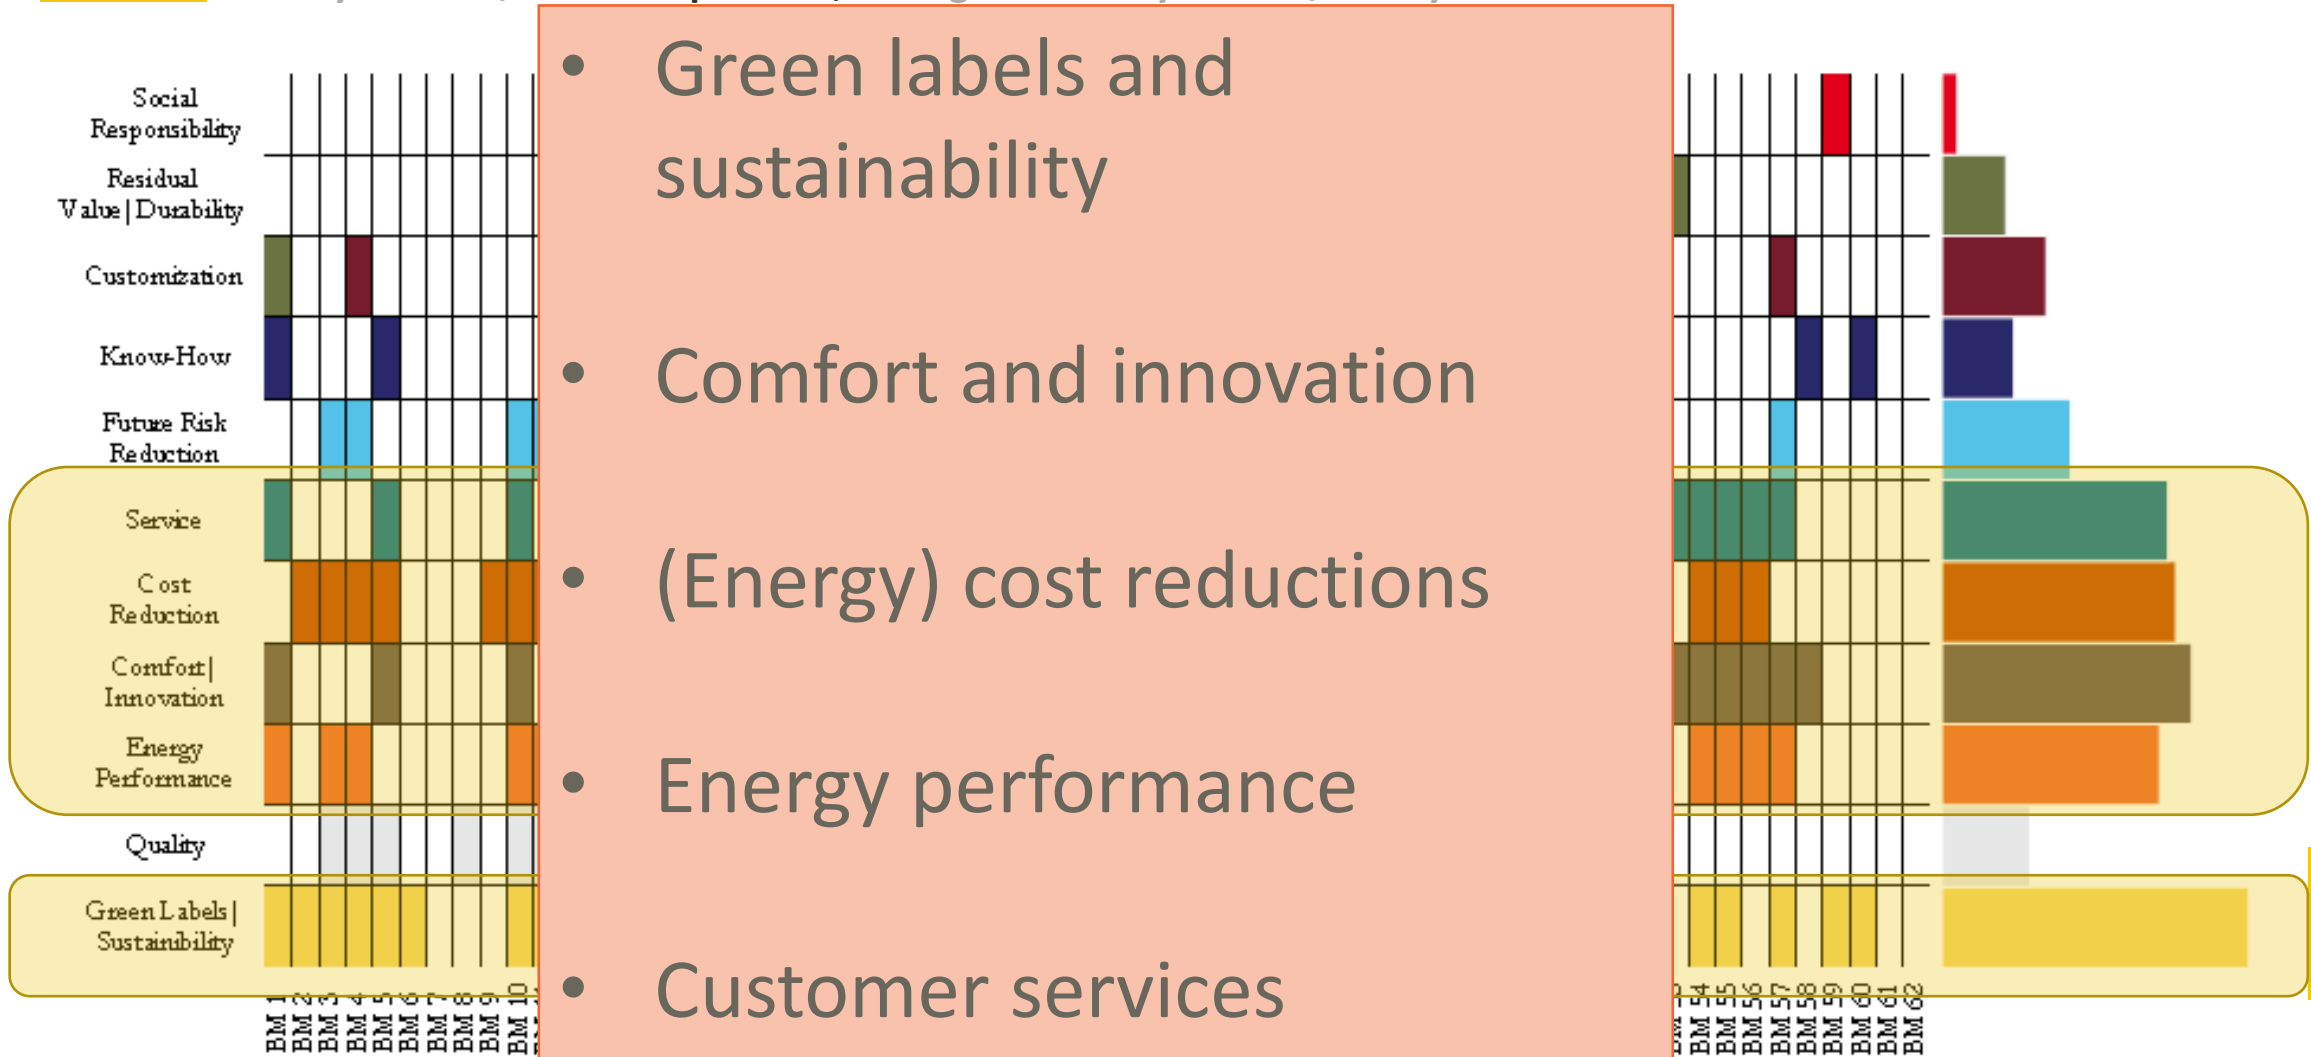 • Green labels and
sustainability
• Comfort and innovation
• (Energy) cost reductions
• Energy performance
• Customer services
Social
Responsibility
Residual
Value|Durability
Customization
Know-How
Future Risk
Reduction
Service
Cost
Reduction
Comfort|
Innovation
Energy
Performance
Quality
Green Labels|
Sustainibility
BM 1
BM 2
BM 3
BM 4
BM 5
BM 6
BM 7
BM 8
BM 9
BM 10
BM 54
BM 55
BM 56
BM 57
BM 58
BM 59
BM 60
BM 61
BM 62